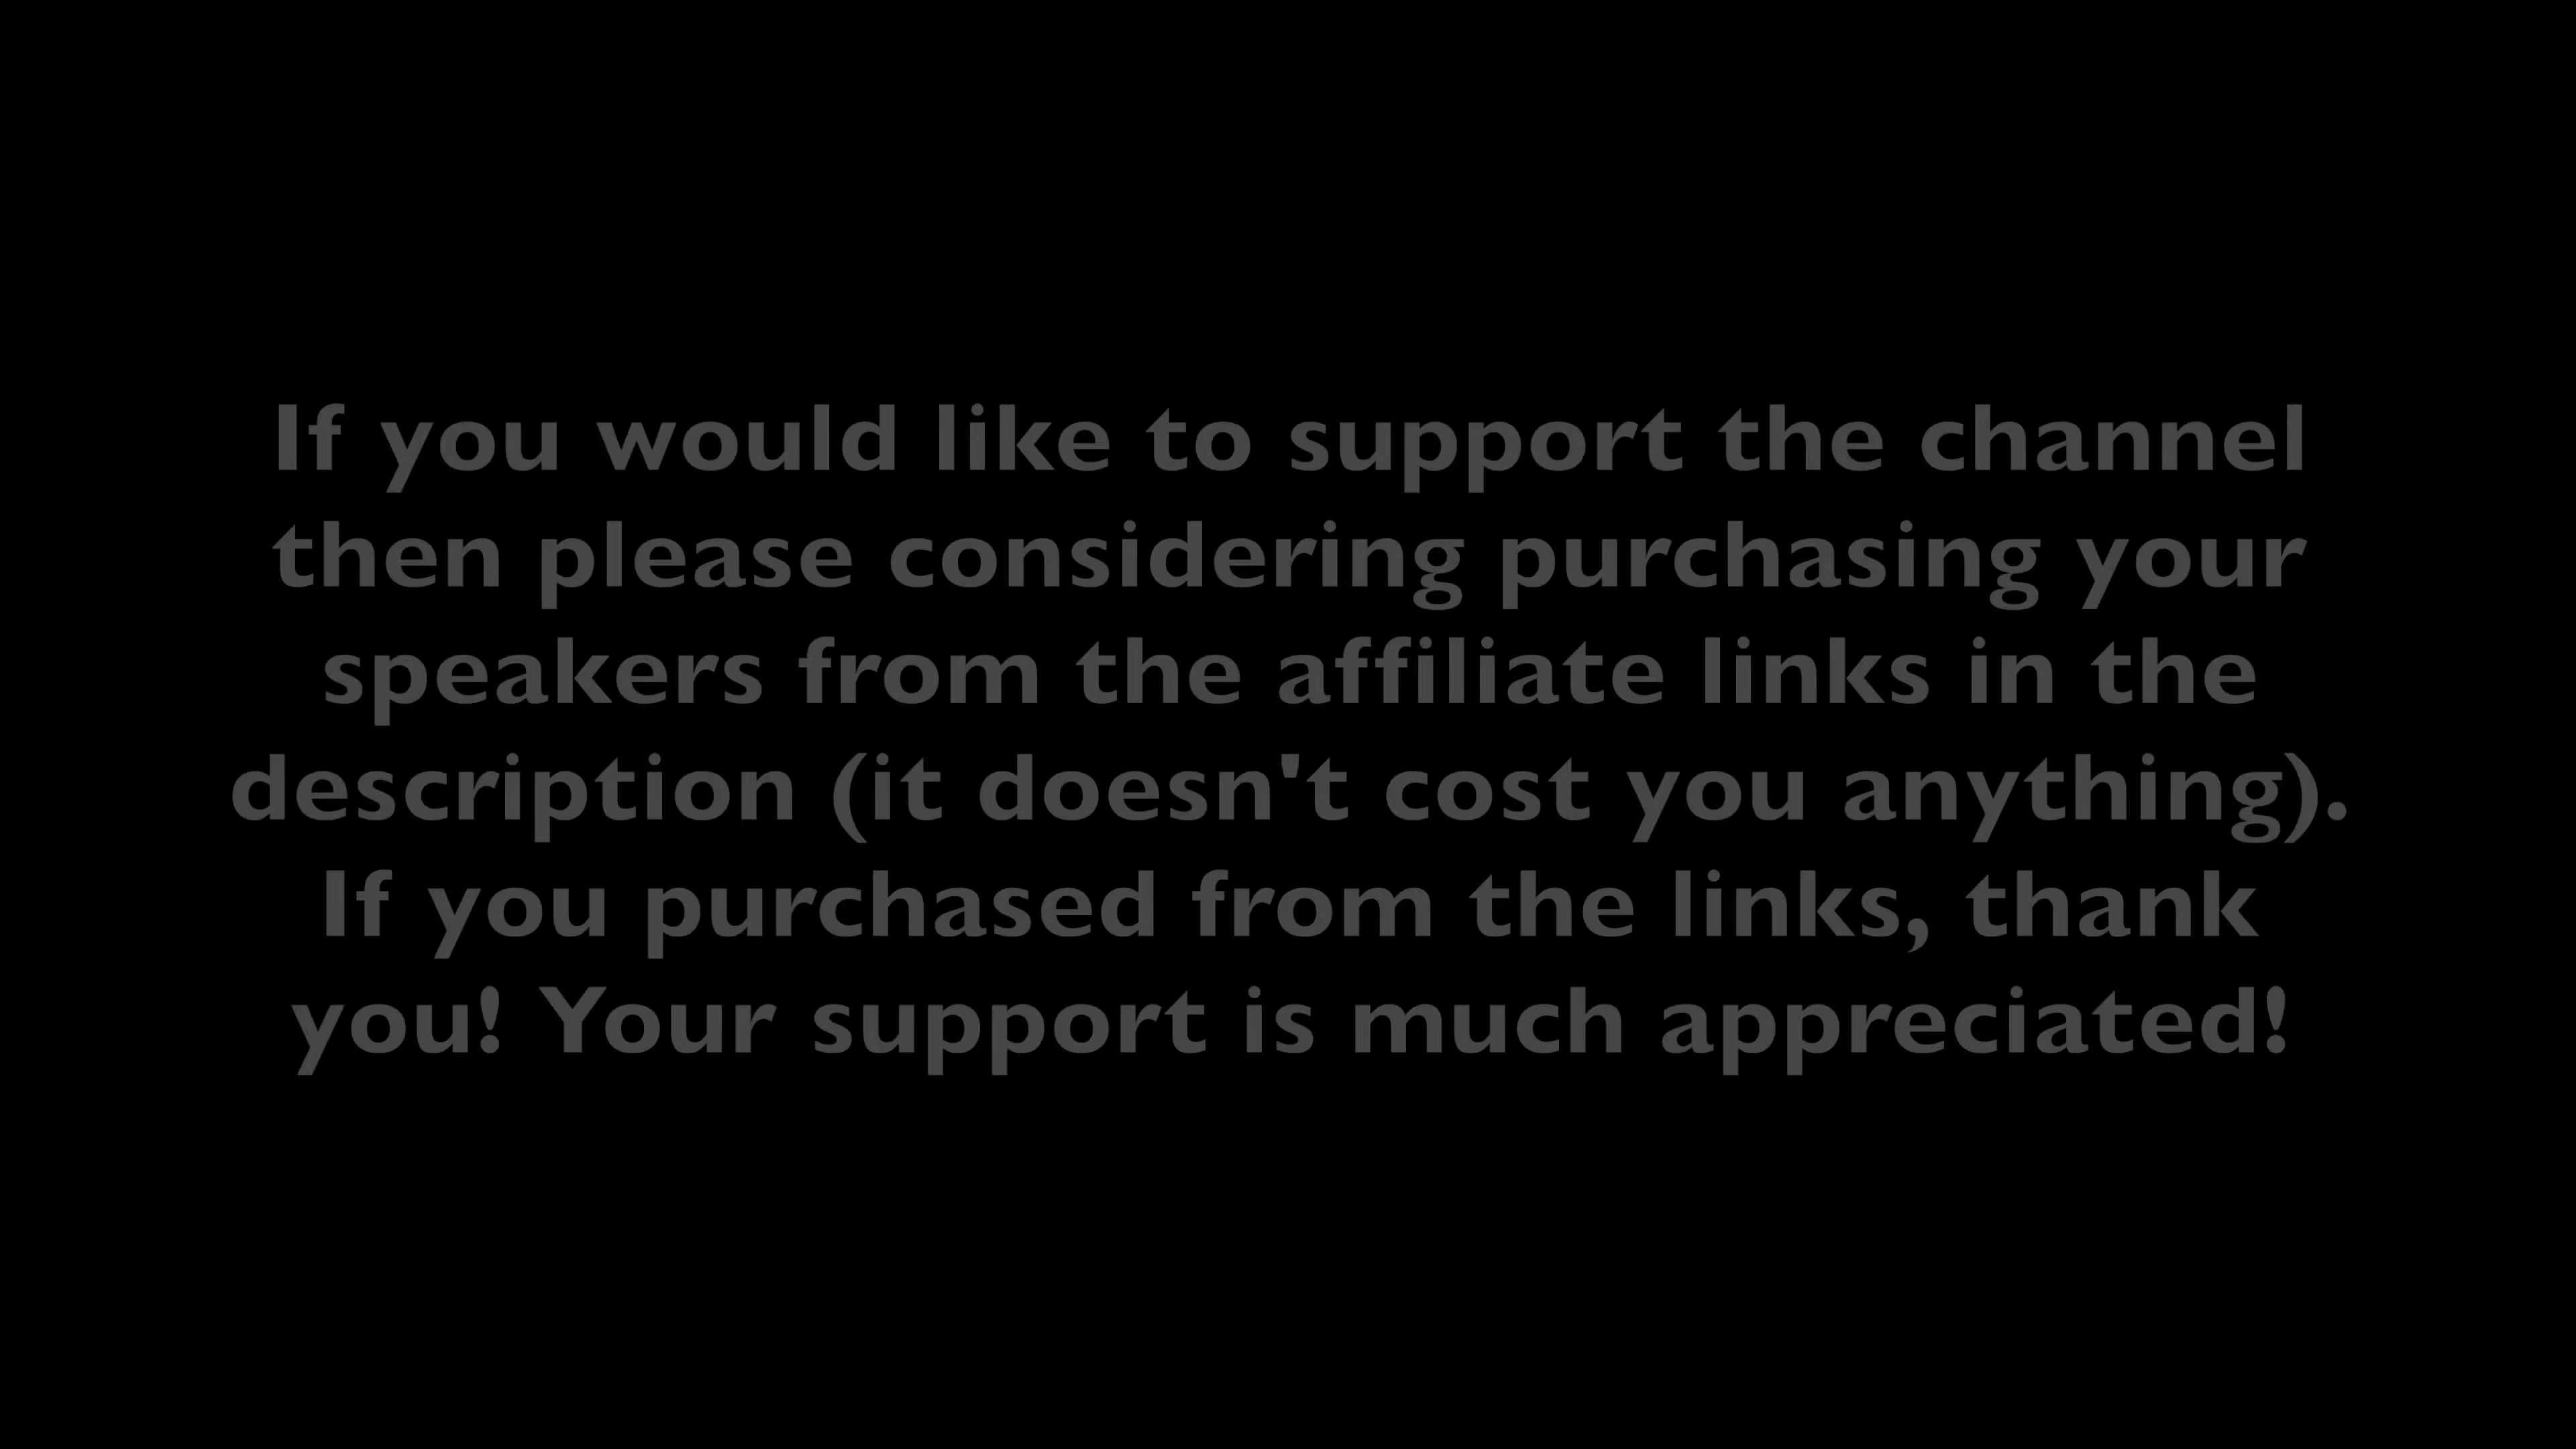 If you would like to support the channel
then please considering purchasing your
speakers from the affiliate links in the
description (it doesn't cost you anything).
If you purchased from the links, thank
you! Your support is much appreciated!